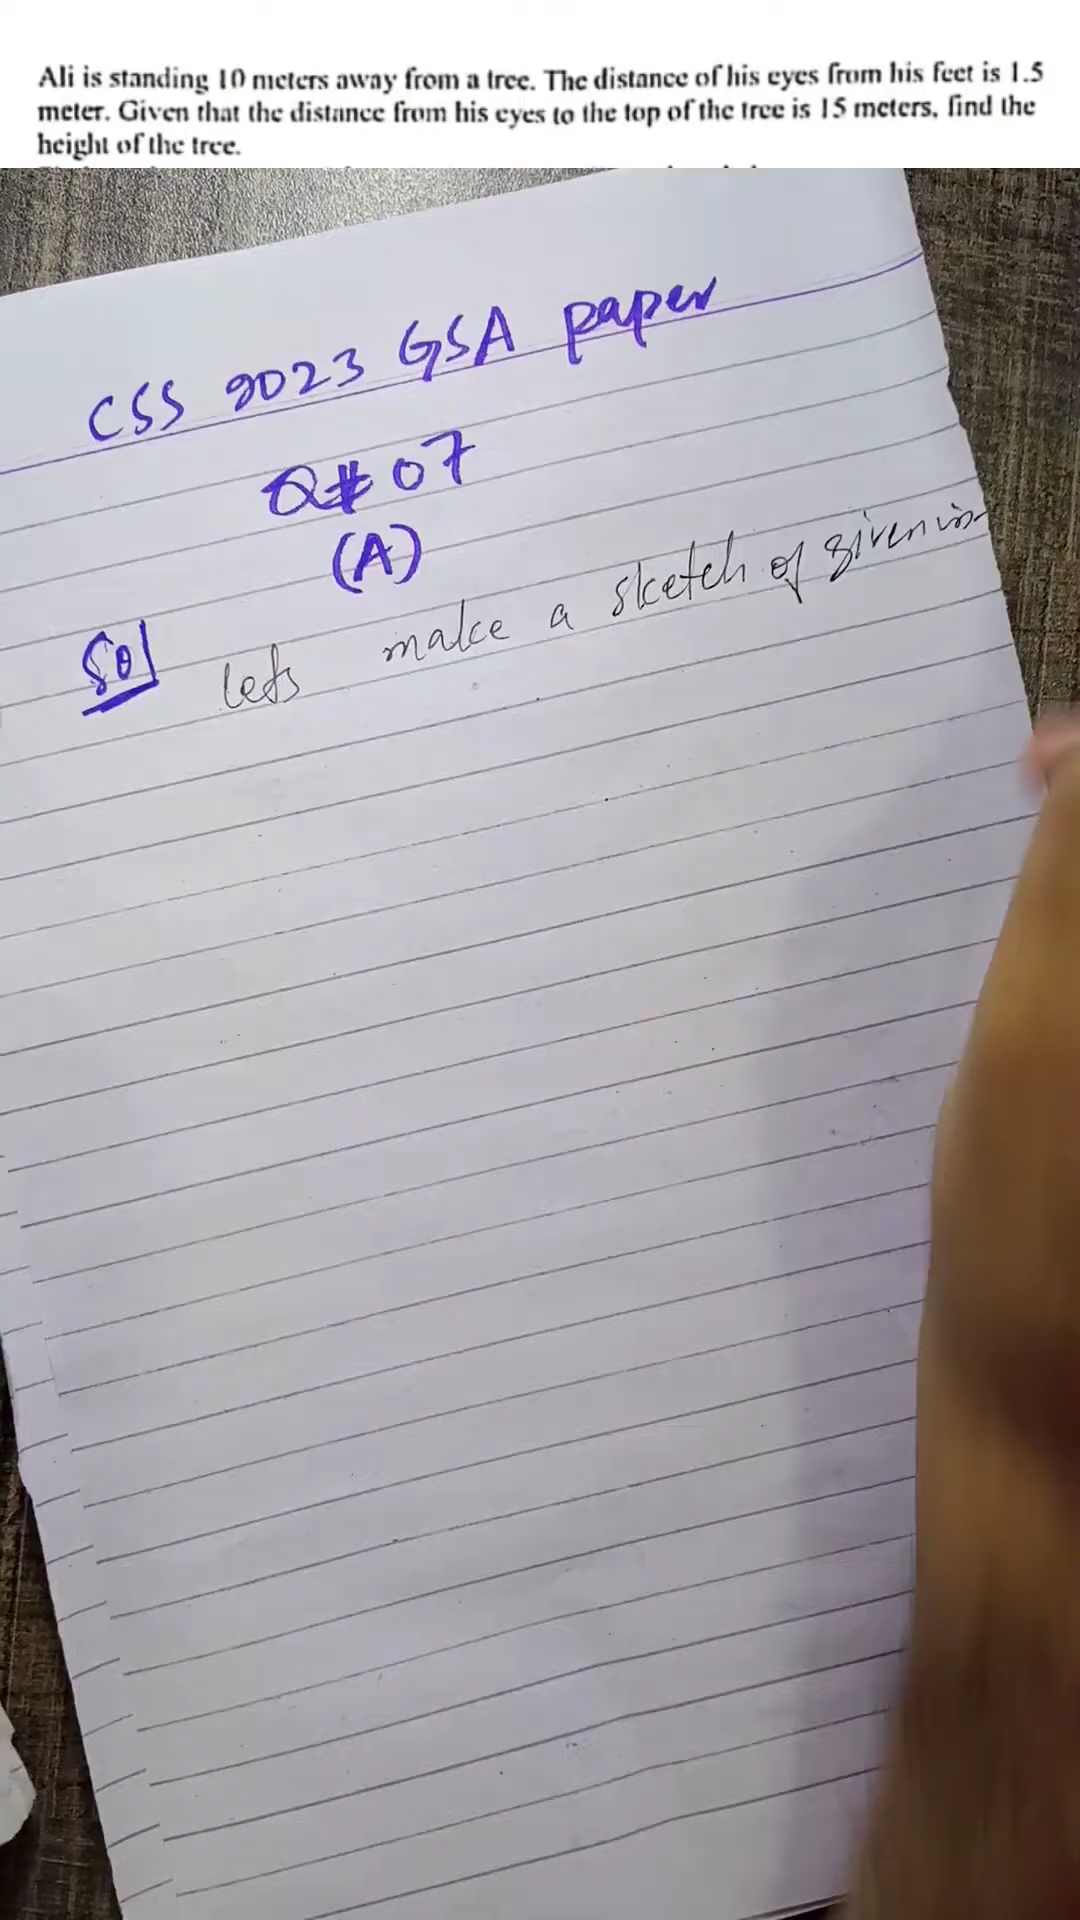 Ali is standing 10 meters away from a tree. The distance of his eyes from his feet is 1.5
meter. Given that the distance from his eyes to the top of the tree is 15 meters, find the
height of the tree.
CSS 2023 GSA paper
Q# 07
(A)
Sol
lets make a sketch of given